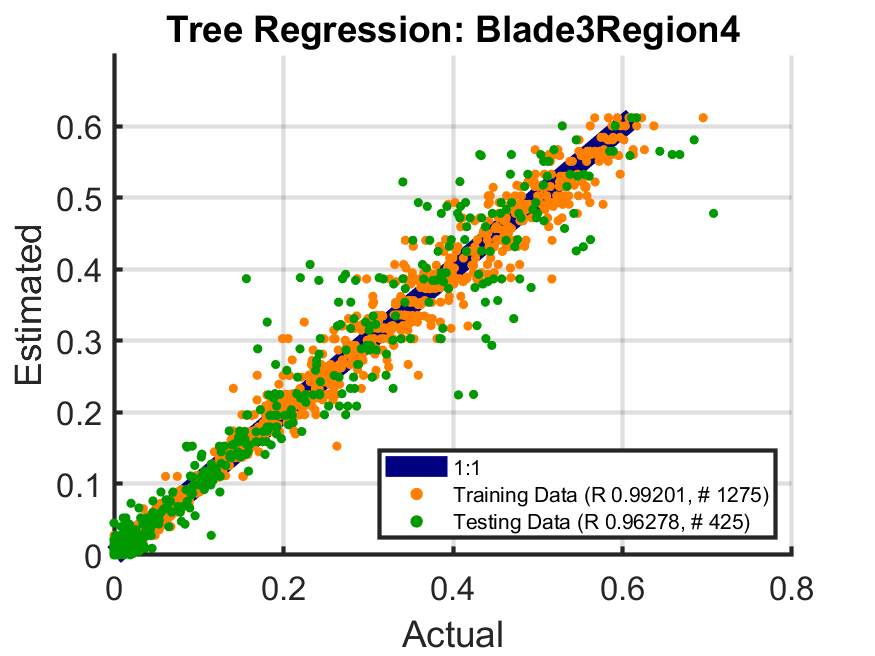 Tree Regression: Blade3Region4
Estimated
0.6
0.5
0.4
0.3
0.2
0.1
0
0 0.2 0.4 0.6 0.8
Actual
1:1
Training Data (R 0.99201, # 1275)
Testing Data (R 0.96278, # 425)